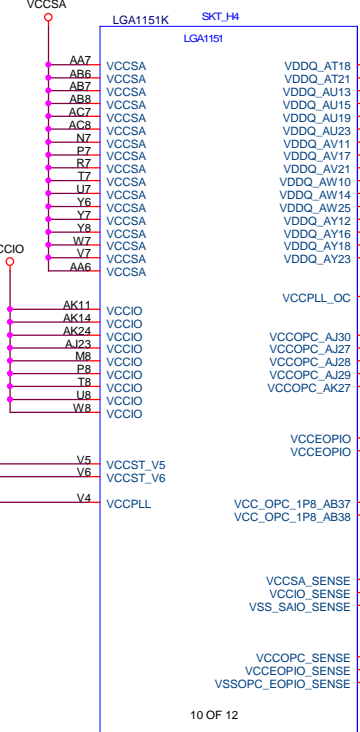 VCCSA
LGA1151K SKT_H4
LGA1151
AA7 VCCSA VDDQ_AT18
AB6 VCCSA VDDQ_AT21
AB7 VCCSA VDDQ_AU13
AB8 VCCSA VDDQ_AU15
AC7 VCCSA VDDQ_AU19
AC8 VCCSA VDDQ_AU23
N7 VCCSA VDDQ_AV11
P7 VCCSA VDDQ_AV17
R7 VCCSA VDDQ_AV21
T7 VCCSA VDDQ_AW10
U7 VCCSA VDDQ_AW14
Y6 VCCSA VDDQ_AW25
Y7 VCCSA VDDQ_AY12
Y8 VCCSA VDDQ_AY16
W7 VCCSA VDDQ_AY18
V7 VCCSA VDDQ_AY23
AA6 VCCSA
CCIO
VCCPLL_OC
AK11 VCCIO
AK14 VCCIO
AK24 VCCIO VCCOPC_AJ30
AJ23 VCCIO VCCOPC_AJ27
M8 VCCIO VCCOPC_AJ28
P8 VCCIO VCCOPC_AJ29
T8 VCCIO VCCOPC_AK27
U8 VCCIO
W8 VCCIO
VCCEOPIO
VCCEOPIO
V5 VCCST_V5
V6 VCCST_V6
V4 VCCPLL VCC_OPC_1P8_AB37
VCC_OPC_1P8_AB38
VCCSA_SENSE
VCCIO_SENSE
VSS_SAIO_SENSE
VCCOPC_SENSE
VCCEOPIO_SENSE
VSSOPC_EOPIO_SENSE
10 OF 12